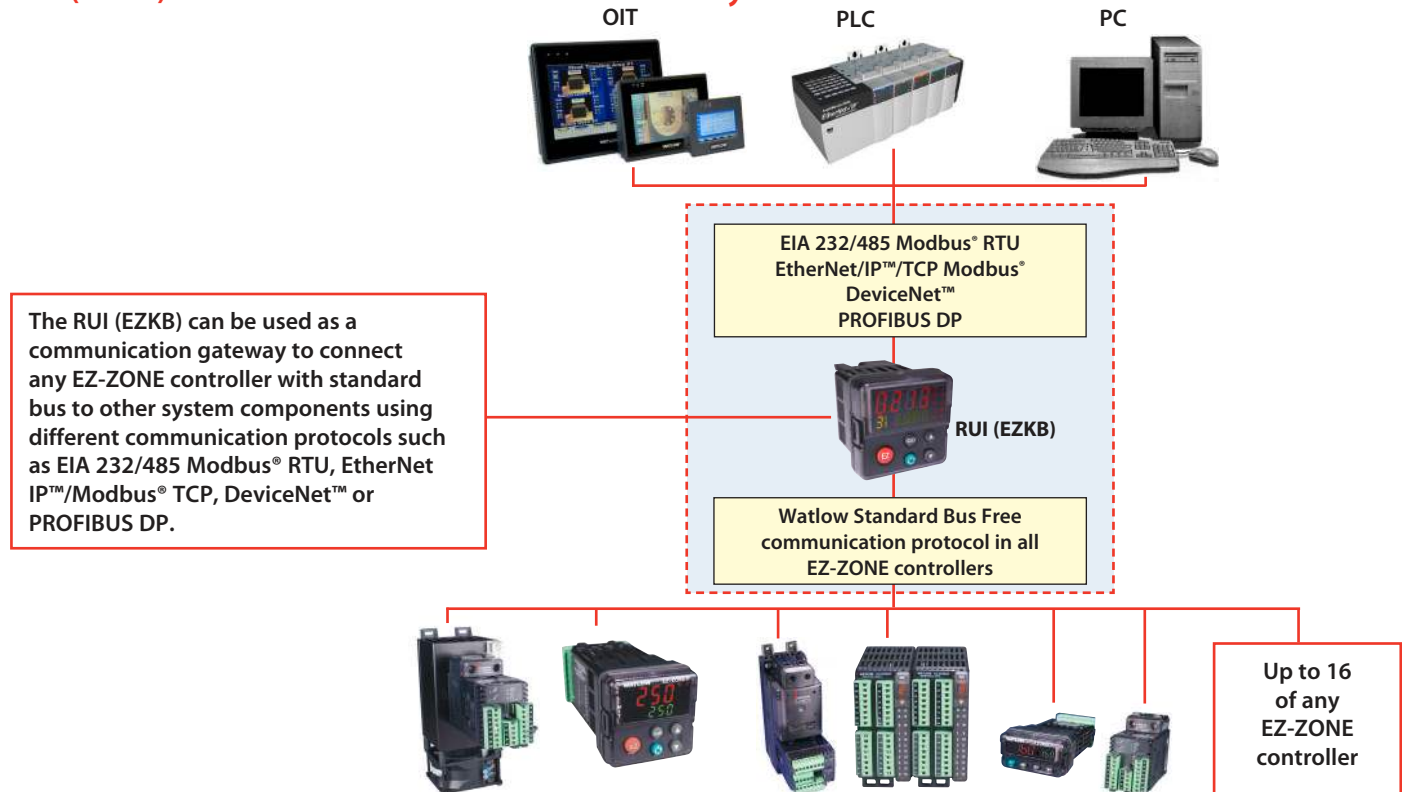 OIT
PLC
PC
EIA 232/485 Modbus® RTU
EtherNet/IP™/TCP Modbus®
DeviceNet™
PROFIBUS DP
The RUI (EZKB) can be used as a
communication gateway to connect
any EZ-ZONE controller with standard
bus to other system components using
different communication protocols such
as EIA 232/485 Modbus® RTU, EtherNet
IP™/Modbus® TCP, DeviceNet™ or
PROFIBUS DP.
RUI (EZKB)
Watlow Standard Bus Free
communication protocol in all
EZ-ZONE controllers
250
250
Up to 16
of any
EZ-ZONE
controller